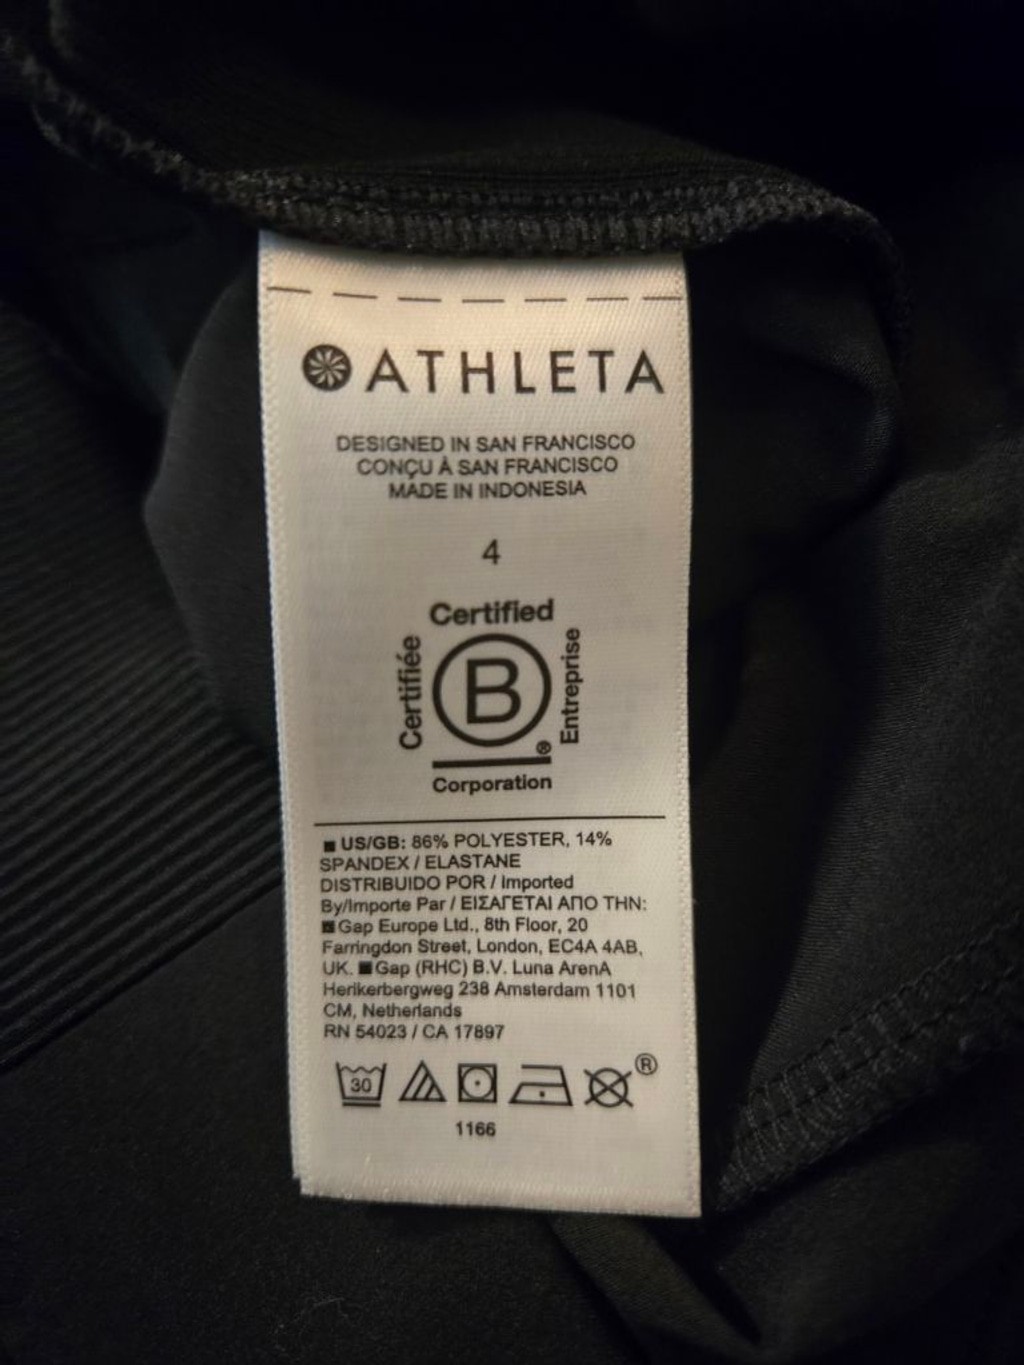 ATHLETA
DESIGNED IN SAN FRANCISCO
CONÇU À SAN FRANCISCO
MADE IN INDONESIA
4
Certified
Certifiée
B
Entreprise
®
Corporation
US/GB: 86% POLYESTER, 14%
SPANDEX / ELASTANE
DISTRIBUIDO POR / Imported
By/Importe Par / ΕΙΣΑΓΕΤΑΙ ΑΠΟ ΤΗΝ:
Gap Europe Ltd., 8th Floor, 20
Farringdon Street, London, EC4A 4AB,
UK. Gap (RHC) B.V. Luna ArenA
Herikerbergweg 238 Amsterdam 1101
CM, Netherlands
RN 54023 / CA 17897
30 ®
1166